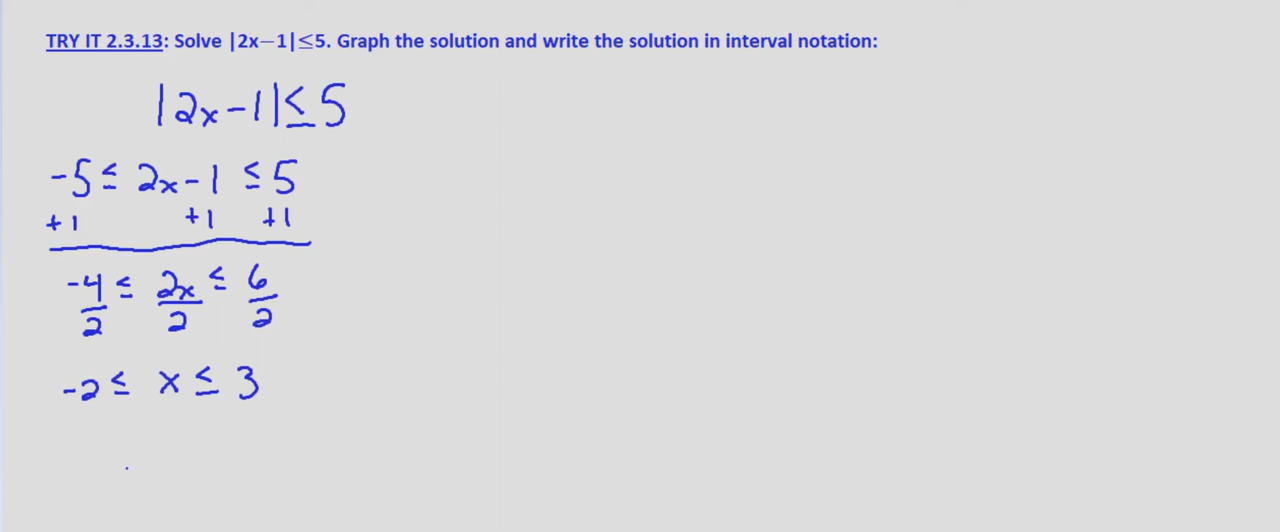 TRY IT 2.3.13: Solve |2x−1|≤5. Graph the solution and write the solution in interval notation:
|2x-1| ≤ 5
-5 ≤ 2x-1 ≤ 5
+1 +1 +1
-4/2 ≤ 2x/2 ≤ 6/2
-2 ≤ x ≤ 3